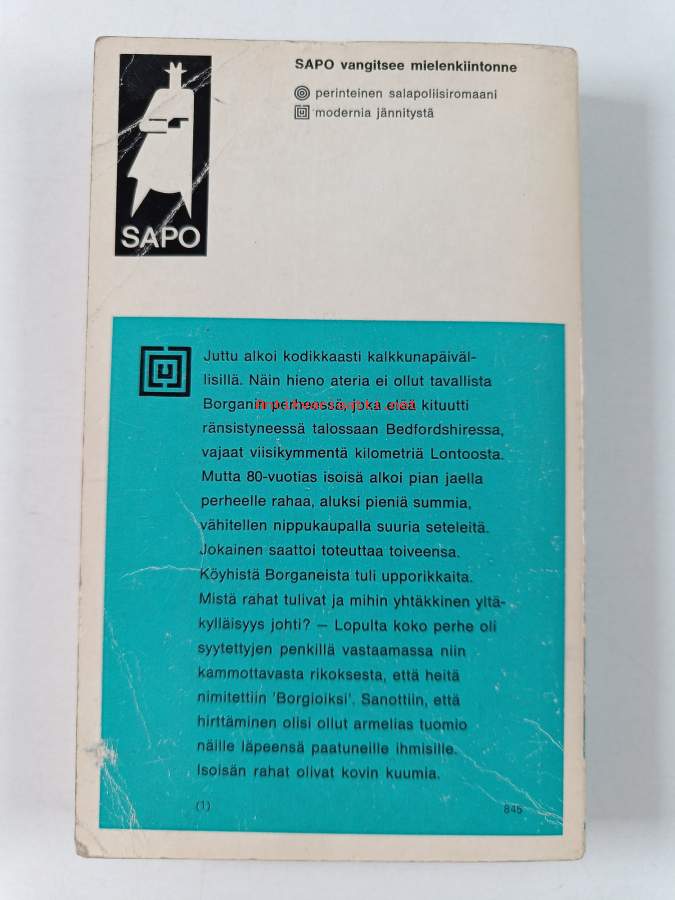 SAPO vangitsee mielenkiintonne
perinteinen salapoliisiromaani
modernia jännitystä
SAPO
Juttu alkoi kodikkaasti kalkkunapäiväl-
lisillä. Näin hieno ateria ei ollut tavallista
Borganin perheessä, joka elää kituutti
ränsistyneessä talossaan Bedfordshiressa,
vajaat viisikymmentä kilometriä Lontoosta.
Mutta 80-vuotias isoisä alkoi pian jaella
perheelle rahaa, aluksi pieniä summia,
vähitellen nippukaupalla suuria seteleitä.
Jokainen saattoi toteuttaa toiveensa.
Köyhistä Borganeista tuli upporikkaita.
Mistä rahat tulivat ja mihin yhtäkkinen yltä-
kylläisyys johti? — Lopulta koko perhe oli
syytettyjen penkillä vastaamassa niin
kammottavasta rikoksesta, että heitä
nimitettiin 'Borgioiksi'. Sanottiin, että
hirttäminen olisi ollut armelias tuomio
näille läpeensä paatuneille ihmisille.
Isoisän rahat olivat kovin kuumia.
(1)
845